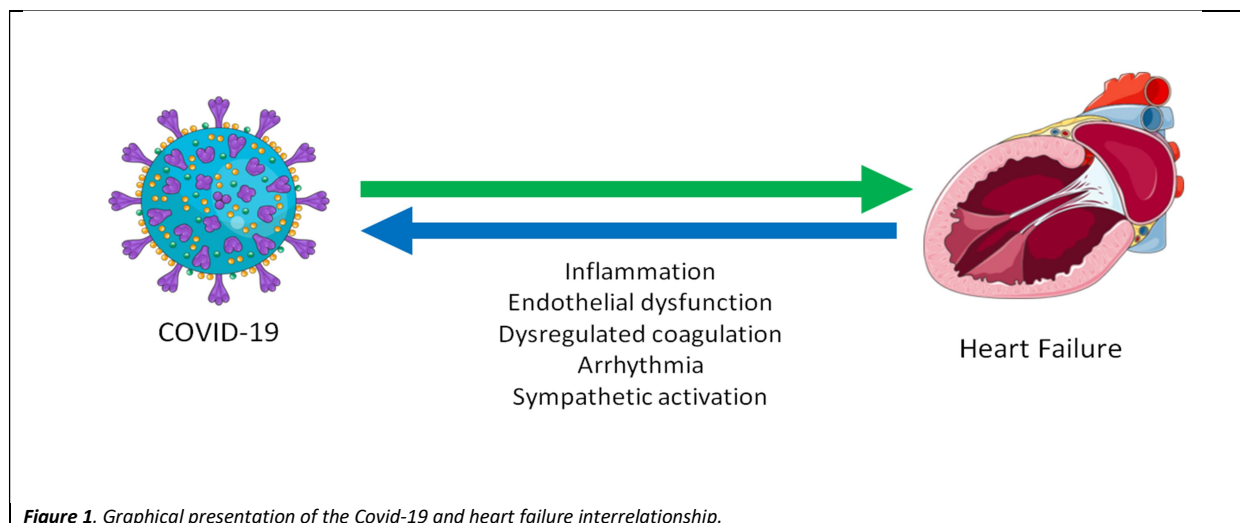 COVID-19
Inflammation
Endothelial dysfunction
Dysregulated coagulation
Arrhythmia
Sympathetic activation
Heart Failure
Figure 1. Graphical presentation of the Covid-19 and heart failure interrelationship.